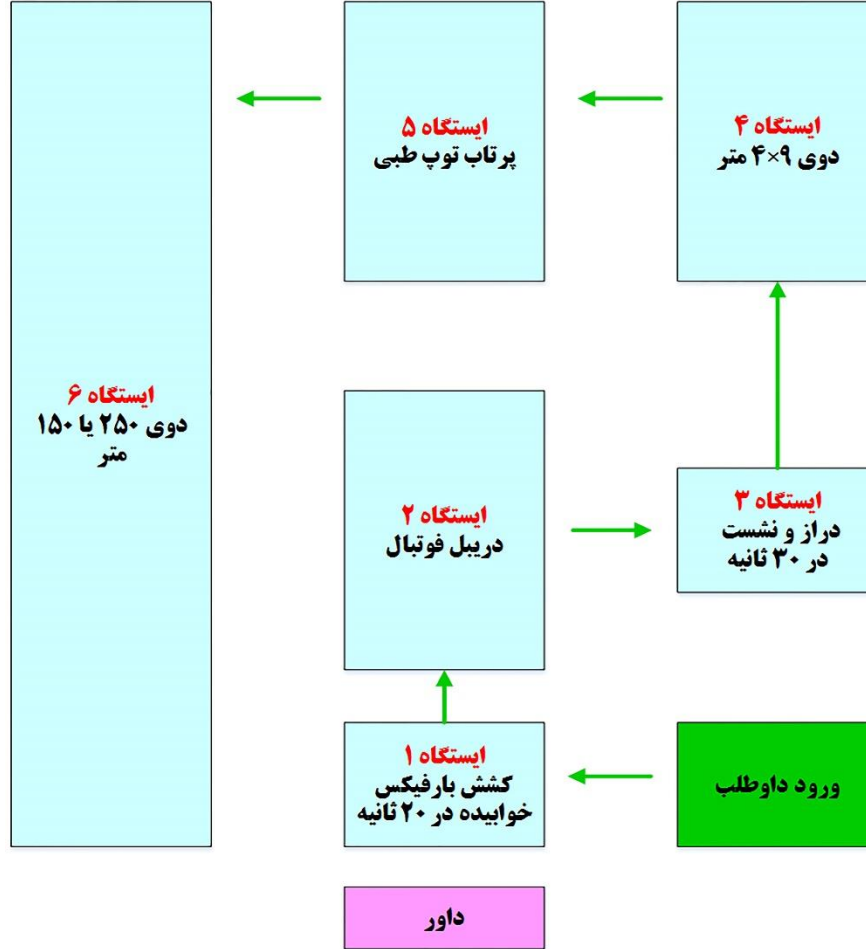 ایستگاه ۴
دوی ۹×۴ متر
ایستگاه ۵
پرتاب توپ طبی
ایستگاه ۶
دوی ۲۵۰ یا ۱۵۰
متر
ایستگاه ۲
دریبل فوتبال
ایستگاه ۳
دراز و نشست
در ۳۰ ثانیه
ورود داوطلب
ایستگاه ۱
کشش بارفیکس
خوابیده در ۲۰ ثانیه
داور